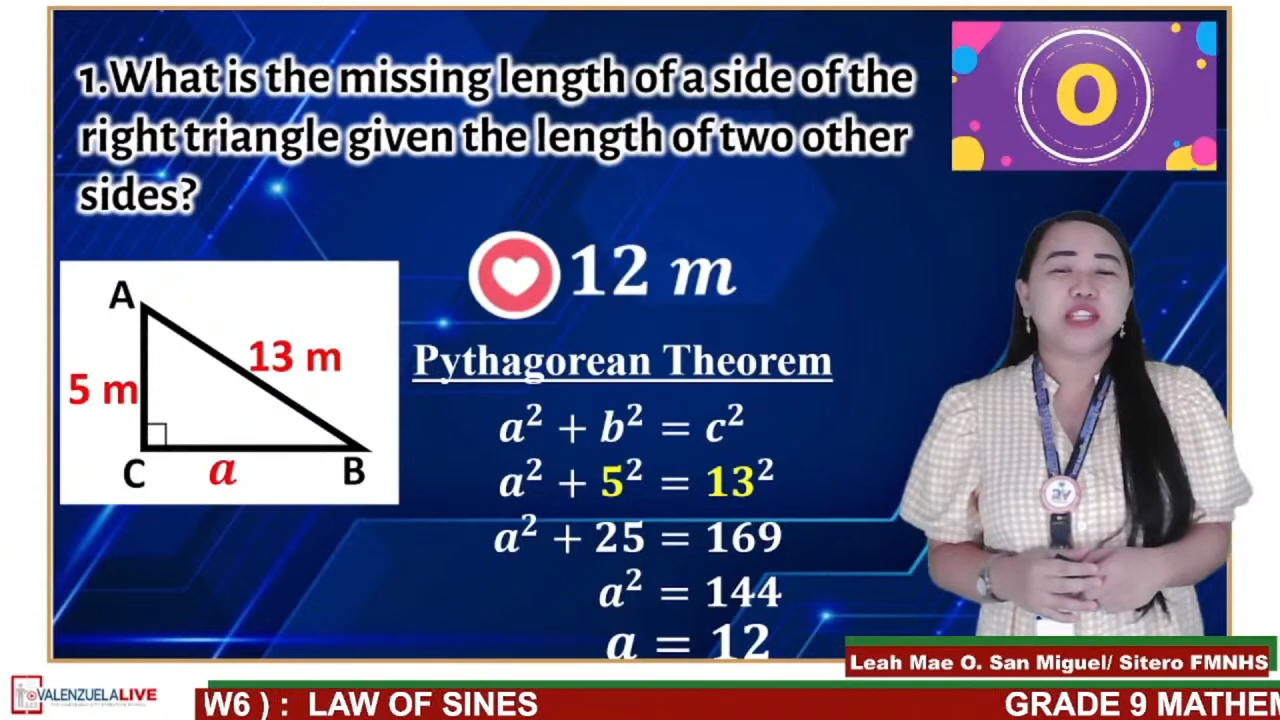 1.What is the missing length of a side of the
right triangle given the length of two other
sides?
O
12 m
A
13 m
5 m
C
a
B
Pythagorean Theorem
a² + b² = c²
a² + 5² = 13²
a² + 25 = 169
a² = 144
a = 12
Leah Mae O. San Miguel/ Sitero FMNHS
VALENZUELALIVE
W6 ) : LAW OF SINES
GRADE 9 MATHEM